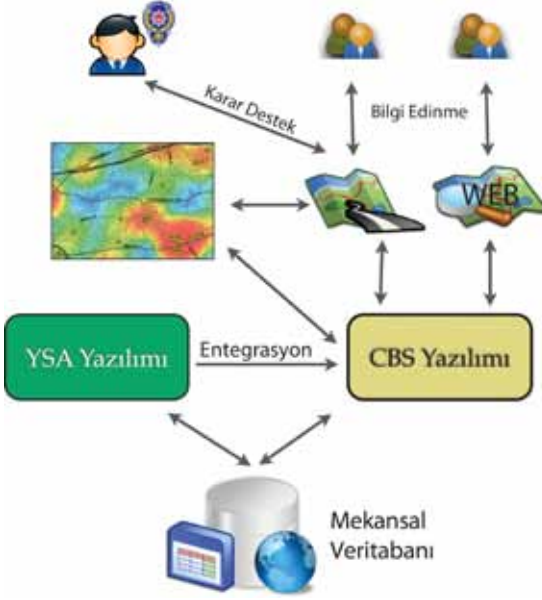 Karar Destek
Bilgi Edinme
WEB
YSA Yazılımı
Entegrasyon
CBS Yazılımı
Mekansal
Veritabanı